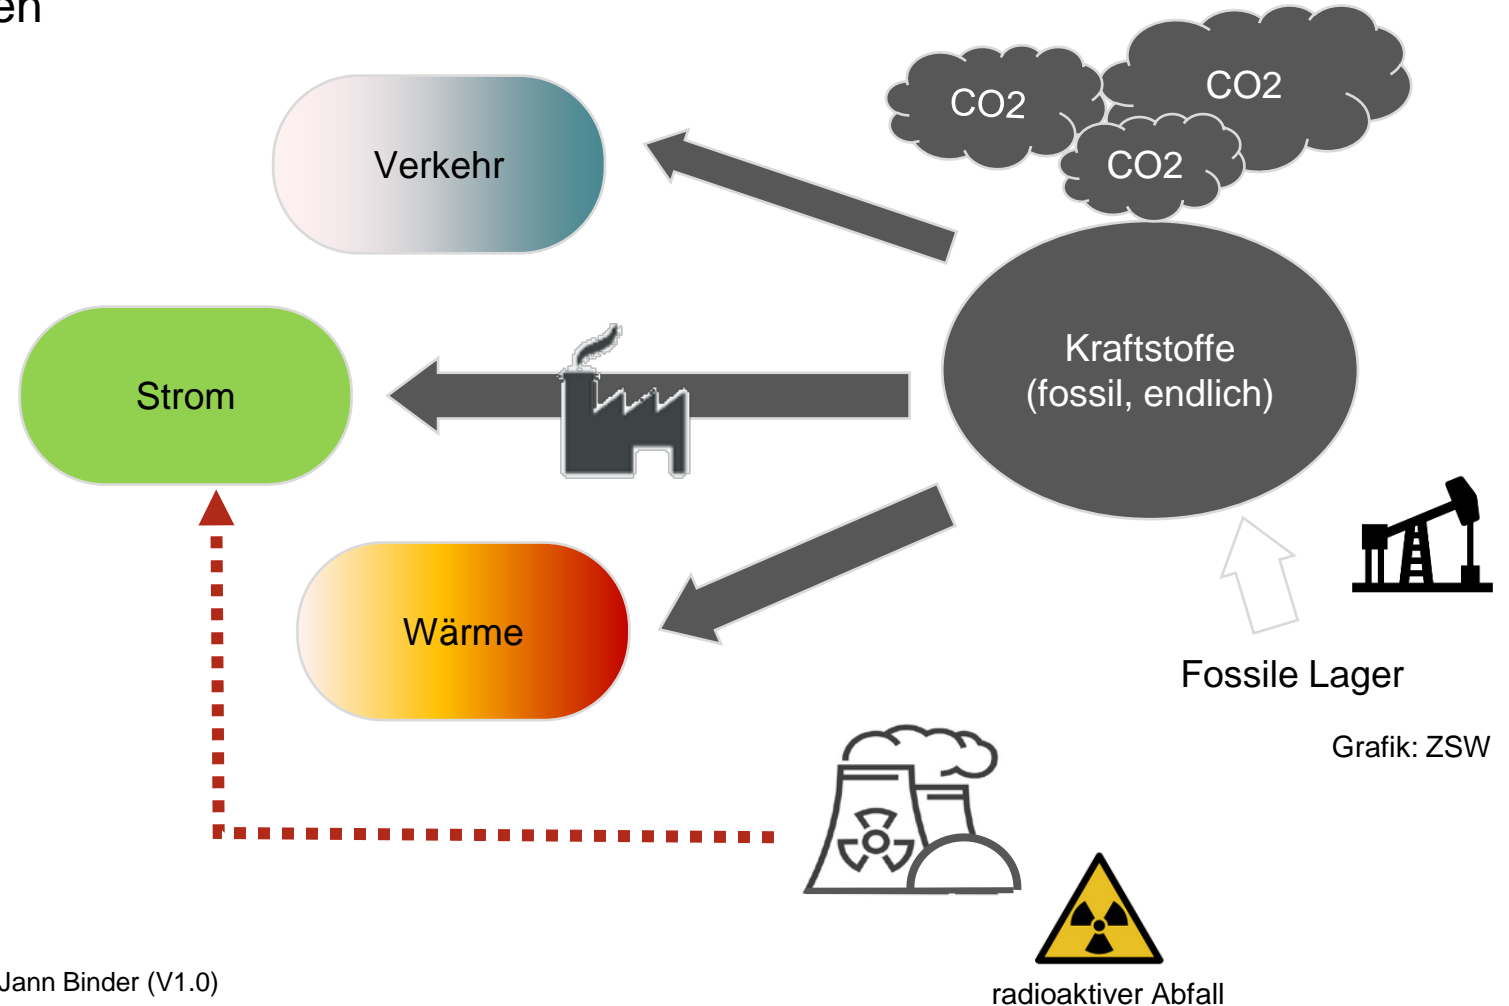 en
CO2
CO2
CO2
Verkehr
Kraftstoffe
(fossil, endlich)
Strom
Wärme
Fossile Lager
Grafik: ZSW
Jann Binder (V1.0)
radioaktiver Abfall